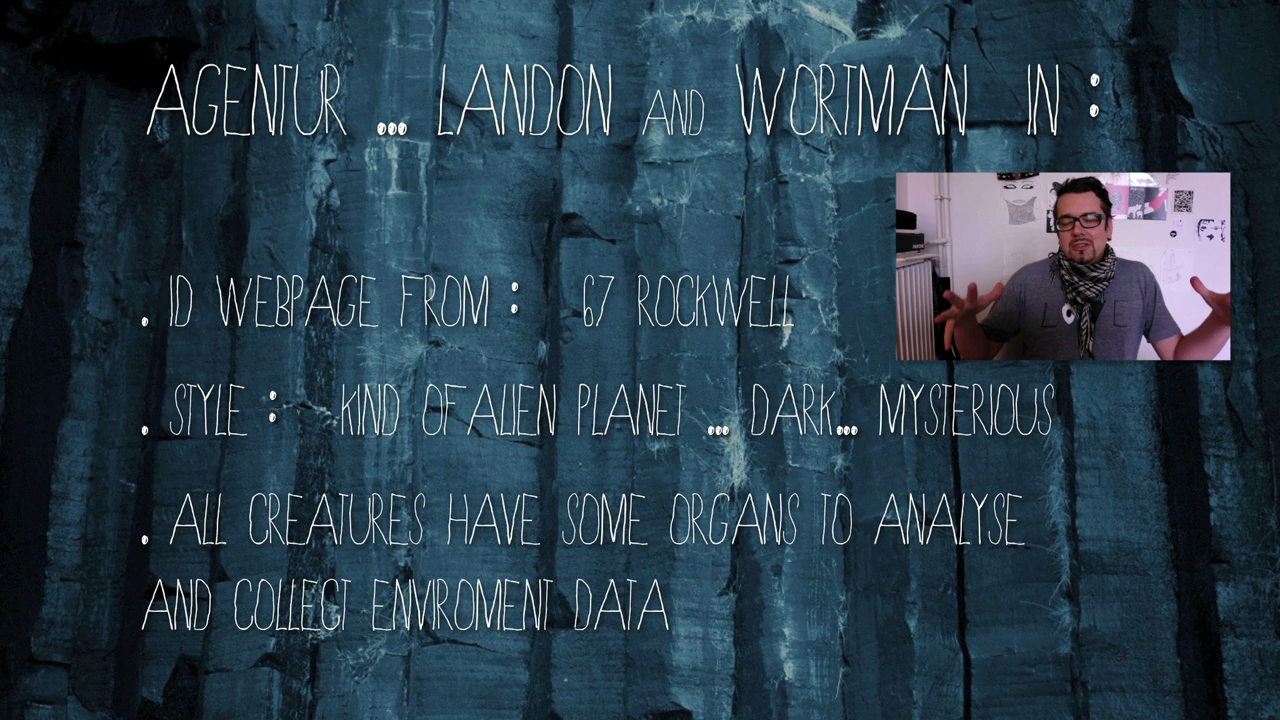 AGENTUR ... LANDON AND WORTMAN IN :
. ID WEBPAGE FROM : 67 ROCKWELL
. STYLE : KIND OF ALIEN PLANET ... DARK... MYSTERIOUS
. ALL CREATURES HAVE SOME ORGANS TO ANALYSE
AND COLLECT ENVIROMENT DATA
L O E